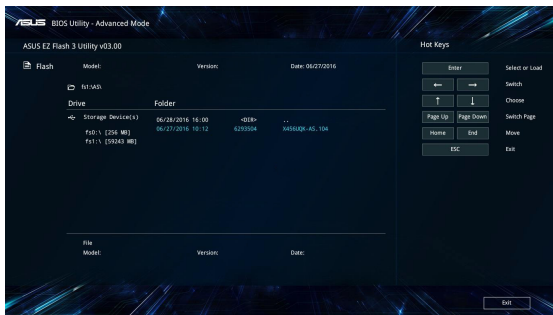 ASUS BIOS Utility - Advanced Mode
ASUS EZ Flash 3 Utility v03.00
Flash Model: Version: Date: 06/27/2016
fs1:\AS\
Drive Folder
Storage Device(s) 06/28/2016 16:00 <DIR> ..
06/27/2016 10:12 6293504 X456UQK-AS.104
fs0:\ [256 MB]
fs1:\ [59243 MB]
File
Model: Version: Date:
Hot Keys
Enter Select or Load
← → Switch
↑ ↓ Choose
Page Up Page Down Switch Page
Home End Move
ESC Exit
Exit